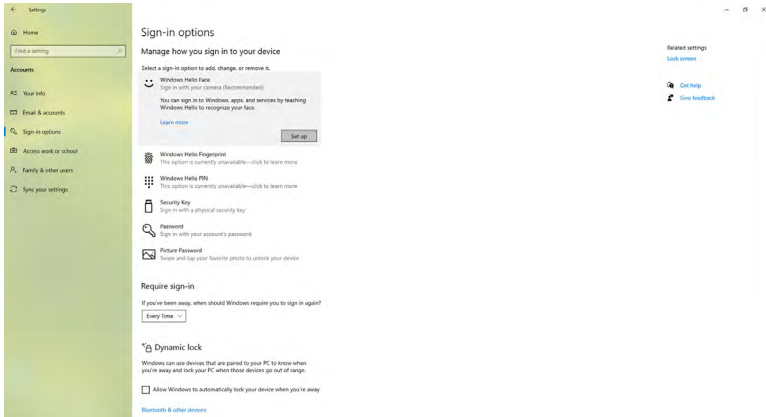 Settings
Home
Find a setting
Accounts
Your info
Email & accounts
Sign-in options
Access work or school
Family & other users
Sync your settings
Sign-in options
Manage how you sign in to your device
Select a sign-in option to add, change, or remove it.
Windows Hello Face
Sign in with your camera (Recommended)
You can sign in to Windows, apps, and services by teaching
Windows Hello to recognize your face.
Learn more
Set up
Windows Hello Fingerprint
This option is currently unavailable—click to learn more
Windows Hello PIN
This option is currently unavailable—click to learn more
Security Key
Sign in with a physical security key
Password
Sign in with your account's password
Picture Password
Swipe and tap your favorite photo to unlock your device
Require sign-in
If you've been away, when should Windows require you to sign in again?
Every Time
Dynamic lock
Windows can use devices that are paired to your PC to know when
you're away and lock your PC when those devices go out of range.
Allow Windows to automatically lock your device when you're away
Bluetooth & other devices
Related settings
Lock screen
Get help
Give feedback